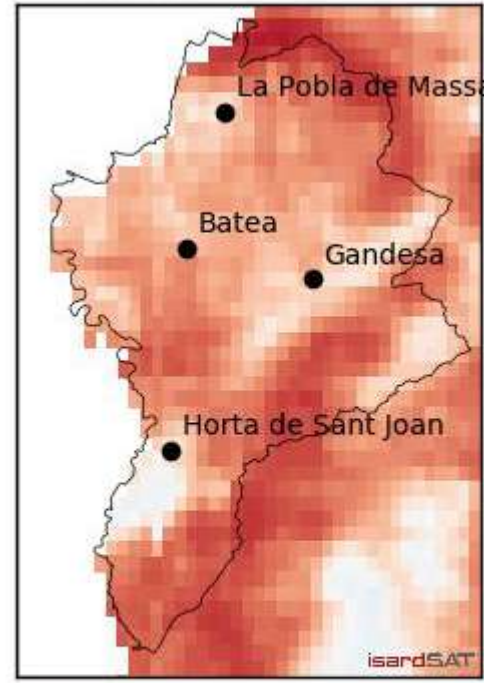 La Pobla de Massa
Batea
Gandesa
Horta de Sant Joan
isardSAT